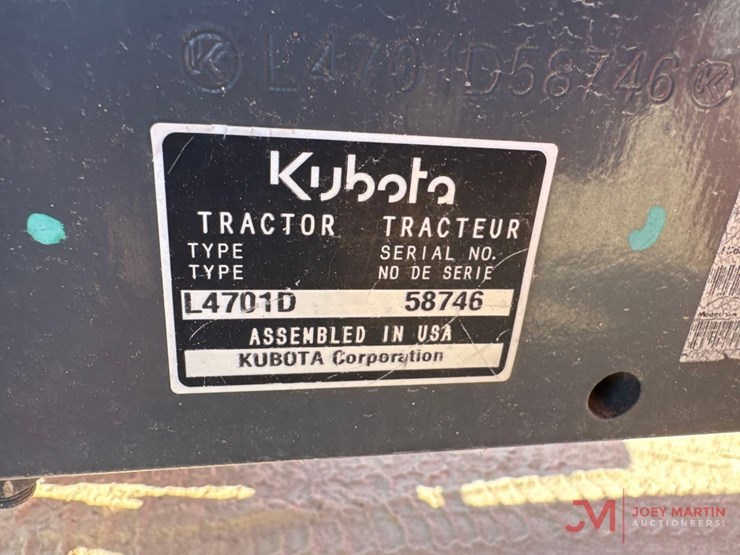 K L4701D58746 K
Kubota
TRACTOR TRACTEUR
TYPE SERIAL NO.
TYPE NO DE SERIE
L4701D 58746
ASSEMBLED IN USA
KUBOTA Corporation
JM JOEY MARTIN
AUCTIONEERS